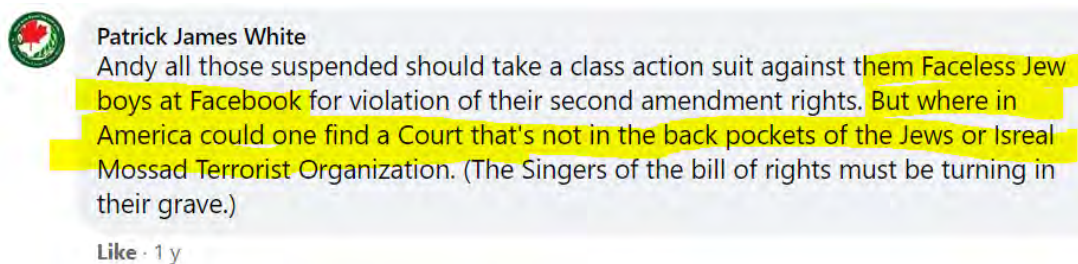 Patrick James White
Andy all those suspended should take a class action suit against them Faceless Jew
boys at Facebook for violation of their second amendment rights. But where in
America could one find a Court that's not in the back pockets of the Jews or Isreal
Mossad Terrorist Organization. (The Singers of the bill of rights must be turning in
their grave.)
Like · 1 y